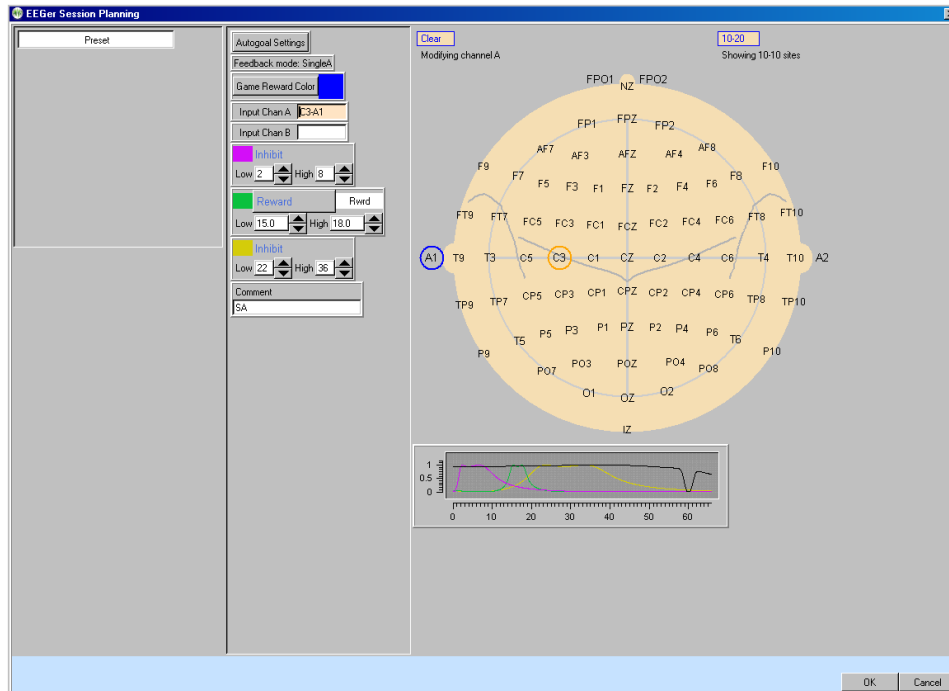 EEGer Session Planning
Preset
Autogoal Settings
Feedback mode: SingleA
Game Reward Color
Input Chan A C3-A1
Input Chan B
Inhibit
Low 2 High 8
Reward Rwrd
Low 15.0 High 18.0
Inhibit
Low 22 High 36
Comment
SA
Clear 10-20
Modifying channel A Showing 10-10 sites
FPO1 FPO2
NZ
FP1 FPZ FP2
AF7 AF3 AFZ AF4 AF8
F9 F7 F5 F3 F1 FZ F2 F4 F6 F8 F10
FT9 FT7 FC5 FC3 FC1 FCZ FC2 FC4 FC6 FT8 FT10
A1 T9 T3 C5 C3 C1 CZ C2 C4 C6 T4 T10 A2
TP9 TP7 CP5 CP3 CP1 CPZ CP2 CP4 CP6 TP8 TP10
P9 T5 P5 P3 P1 PZ P2 P4 P6 T6 P10
PO7 PO3 POZ PO4 PO8
O1 OZ O2
IZ
1
0.5
0
0 10 20 30 40 50 60
OK Cancel